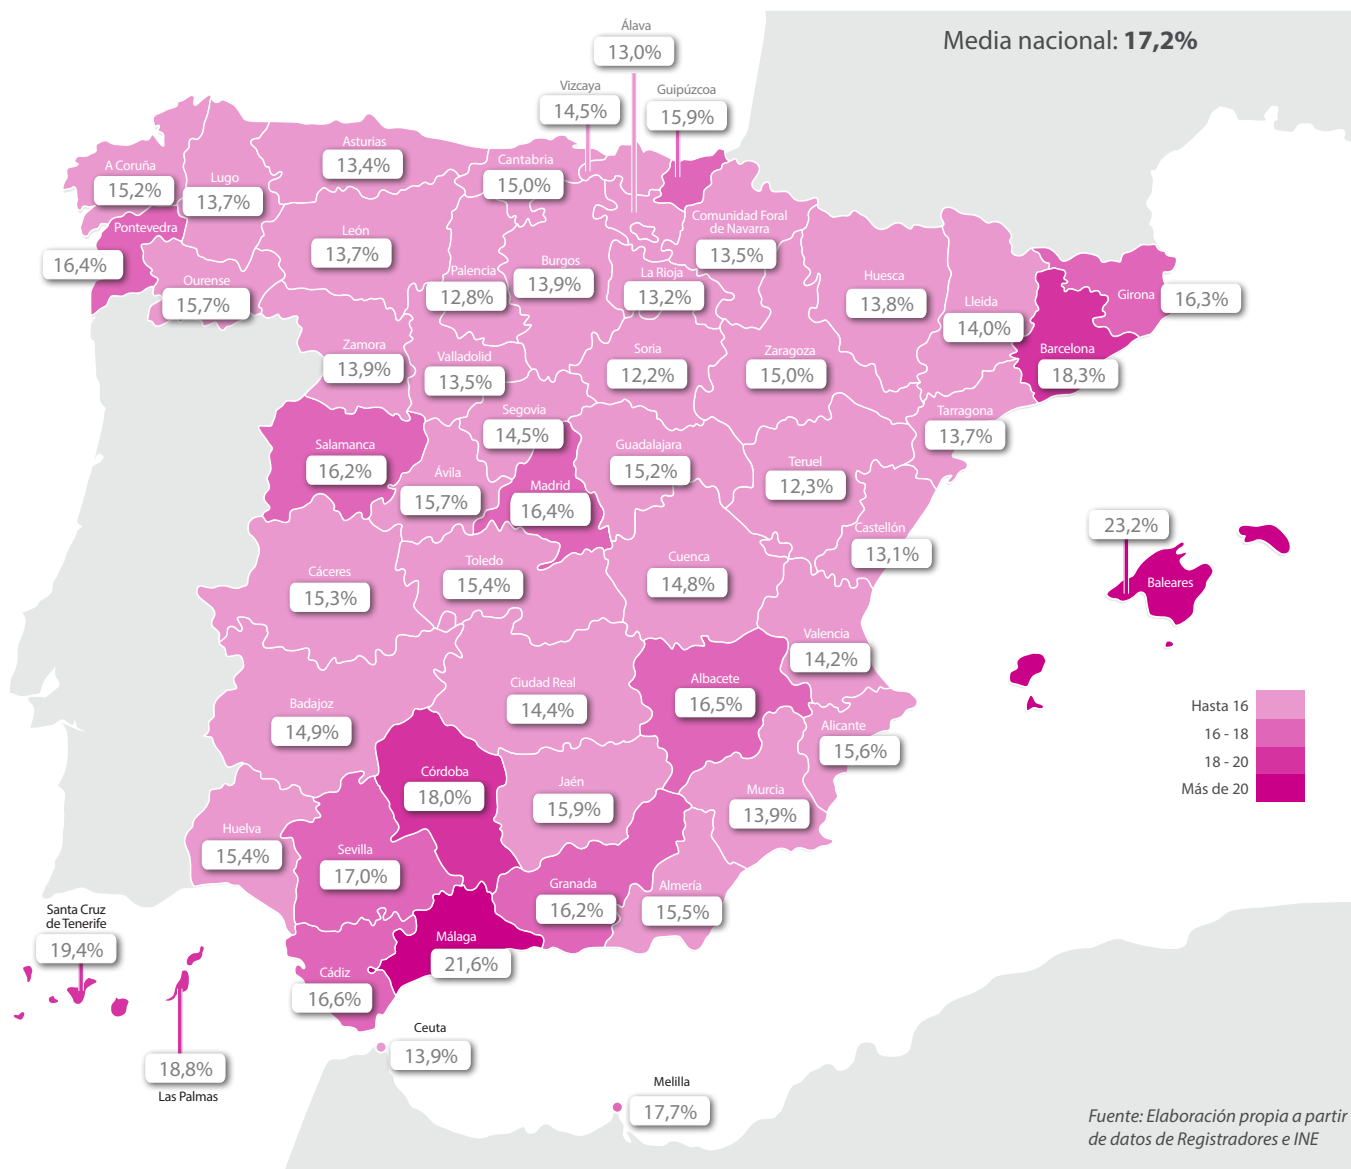 Media nacional: 17,2%
Álava
13,0%
Vizcaya
14,5%
Guipúzcoa
15,9%
Asturias
13,4%
Cantabria
15,0%
A Coruña
15,2%
Lugo
13,7%
Pontevedra
16,4%
Ourense
15,7%
León
13,7%
Palencia
12,8%
Burgos
13,9%
La Rioja
13,2%
Comunidad Foral
de Navarra
13,5%
Huesca
13,8%
Lleida
14,0%
Girona
16,3%
Barcelona
18,3%
Zamora
13,9%
Valladolid
13,5%
Soria
12,2%
Zaragoza
15,0%
Tarragona
13,7%
Segovia
14,5%
Salamanca
16,2%
Ávila
15,7%
Madrid
16,4%
Guadalajara
15,2%
Teruel
12,3%
Castellón
13,1%
23,2%
Baleares
Cáceres
15,3%
Toledo
15,4%
Cuenca
14,8%
Valencia
14,2%
Badajoz
14,9%
Ciudad Real
14,4%
Albacete
16,5%
Alicante
15,6%
Hasta 16
16 - 18
18 - 20
Más de 20
Córdoba
18,0%
Jaén
15,9%
Murcia
13,9%
Huelva
15,4%
Sevilla
17,0%
Granada
16,2%
Almería
15,5%
Málaga
21,6%
Cádiz
16,6%
Santa Cruz
de Tenerife
19,4%
18,8%
Las Palmas
Ceuta
13,9%
Melilla
17,7%
Fuente: Elaboración propia a partir
de datos de Registradores e INE